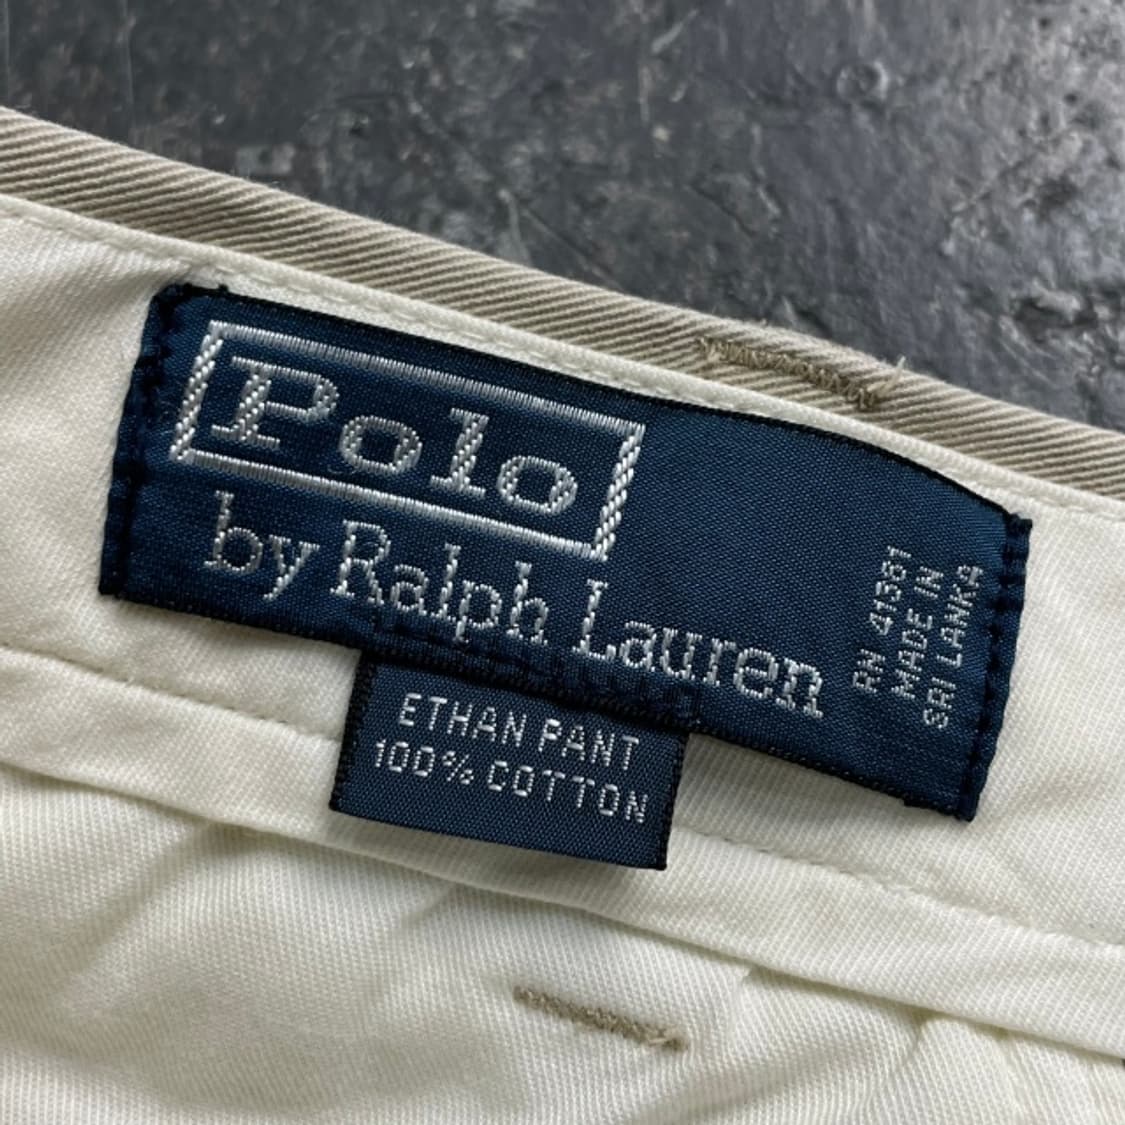 Polo
by Ralph Lauren
RN 41381
MADE IN
SRI LANKA
ETHAN PANT
100% COTTON